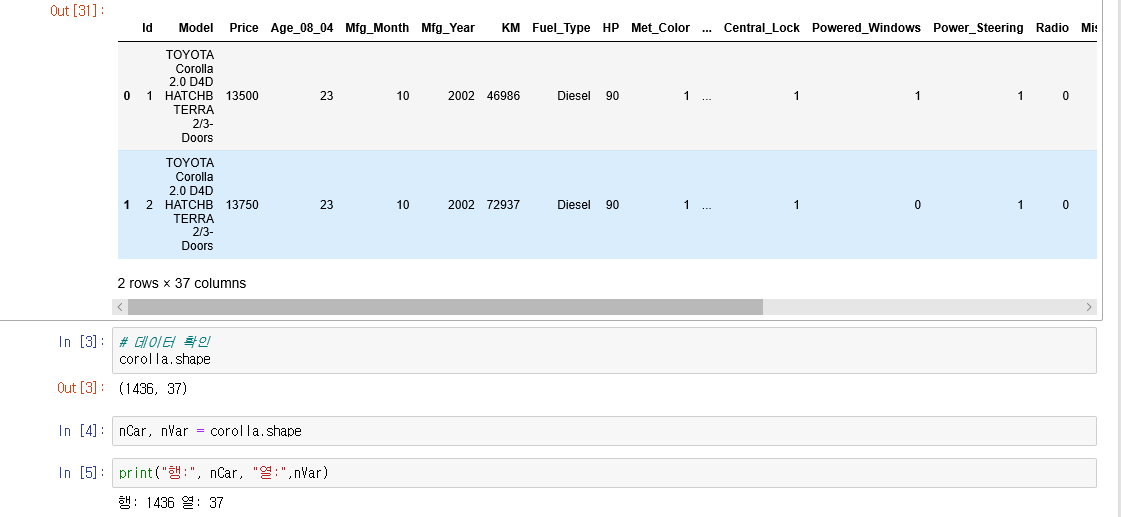 Out[31]:
Id Model Price Age_08_04 Mfg_Month Mfg_Year KM Fuel_Type HP Met_Color ... Central_Lock Powered_Windows Power_Steering Radio
0 1 TOYOTA Corolla 2.0 D4D HATCHB TERRA 2/3-Doors 13500 23 10 2002 46986 Diesel 90 1 ... 1 1 1 0
1 2 TOYOTA Corolla 2.0 D4D HATCHB TERRA 2/3-Doors 13750 23 10 2002 72937 Diesel 90 1 ... 1 0 1 0
2 rows × 37 columns
In [3]:
# 데이터 확인
corolla.shape
Out[3]: (1436, 37)
In [4]: nCar, nVar = corolla.shape
In [5]: print("행:", nCar, "열:",nVar)
행: 1436 열: 37